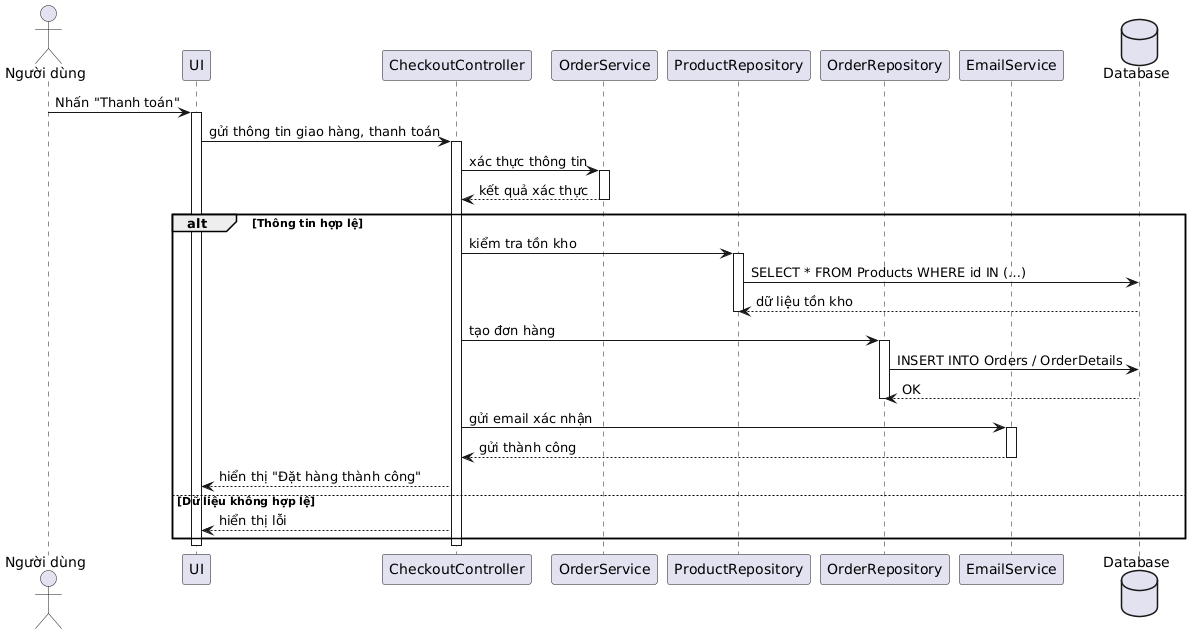 Người dùng
UI
CheckoutController
OrderService
ProductRepository
OrderRepository
EmailService
Database
Nhấn "Thanh toán"
gửi thông tin giao hàng, thanh toán
xác thực thông tin
kết quả xác thực
alt [Thông tin hợp lệ]
kiểm tra tồn kho
SELECT * FROM Products WHERE id IN (...)
dữ liệu tồn kho
tạo đơn hàng
INSERT INTO Orders / OrderDetails
OK
gửi email xác nhận
gửi thành công
hiển thị "Đặt hàng thành công"
[Dữ liệu không hợp lệ]
hiển thị lỗi
Người dùng
UI
CheckoutController
OrderService
ProductRepository
OrderRepository
EmailService
Database